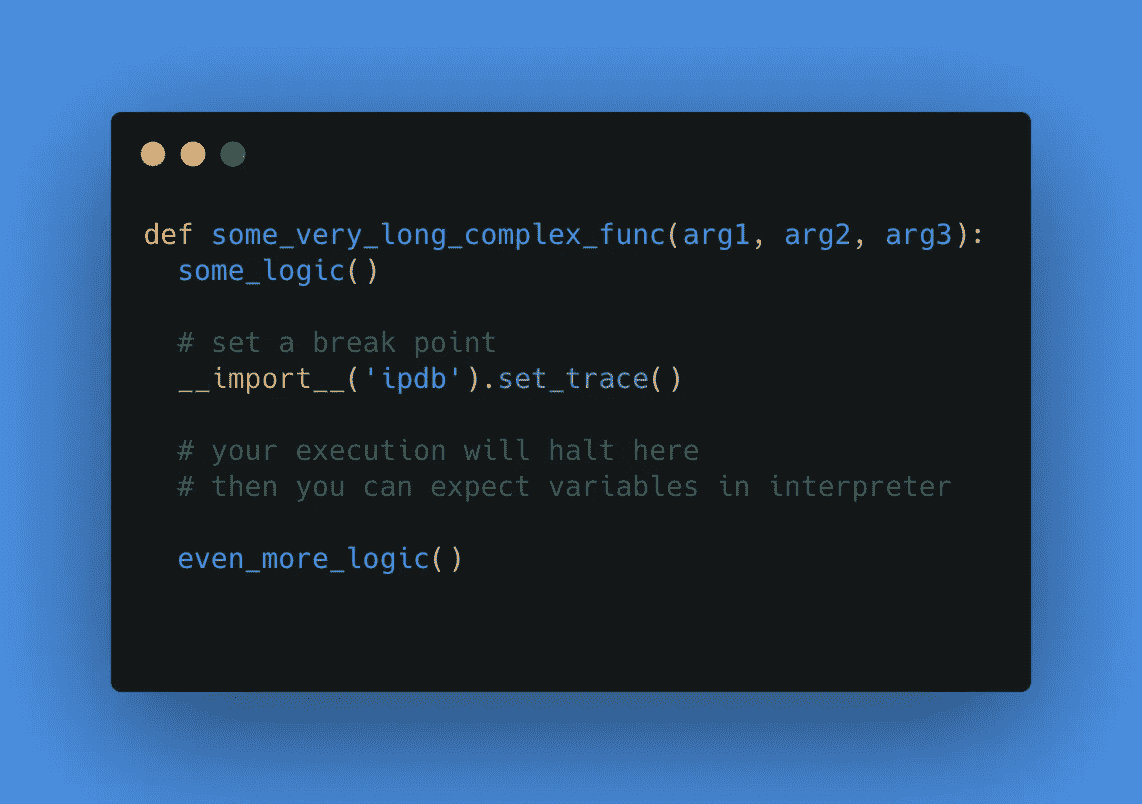 def some_very_long_complex_func(arg1, arg2, arg3):
  some_logic()

  # set a break point
  __import__('ipdb').set_trace()

  # your execution will halt here
  # then you can expect variables in interpreter

  even_more_logic()